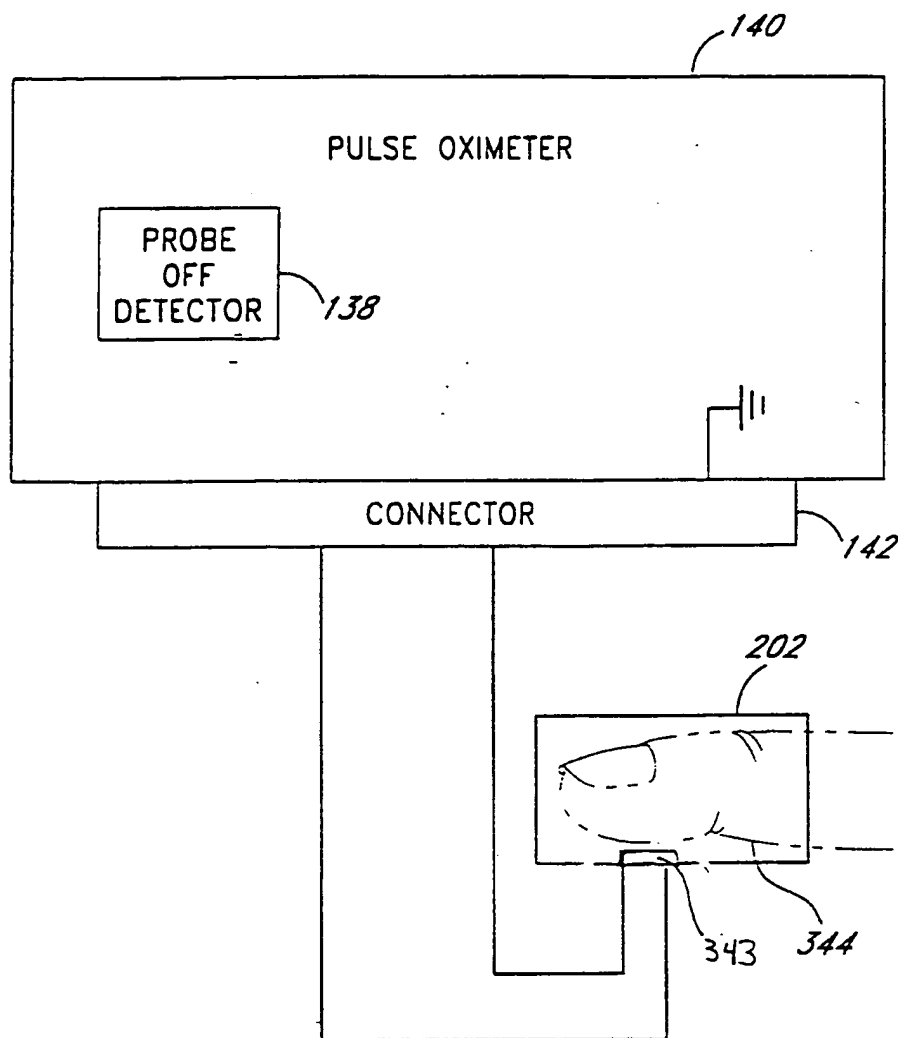 140
PULSE OXIMETER
PROBE
OFF
DETECTOR
138
CONNECTOR
142
202
343
344